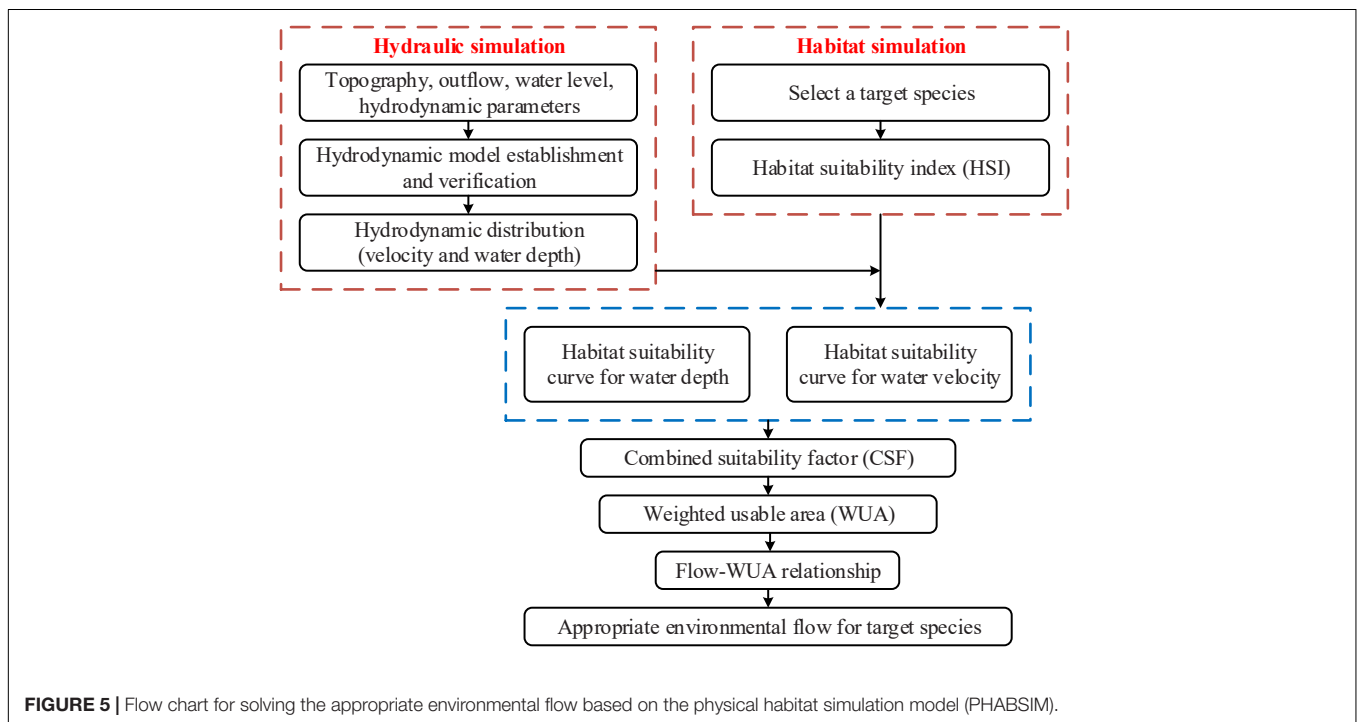 Hydraulic simulation
Topography, outflow, water level,
hydrodynamic parameters
Hydrodynamic model establishment
and verification
Hydrodynamic distribution
(velocity and water depth)
Habitat simulation
Select a target species
Habitat suitability index (HSI)
Habitat suitability
curve for water depth
Habitat suitability
curve for water velocity
Combined suitability factor (CSF)
Weighted usable area (WUA)
Flow-WUA relationship
Appropriate environmental flow for target species
FIGURE 5 | Flow chart for solving the appropriate environmental flow based on the physical habitat simulation model (PHABSIM).